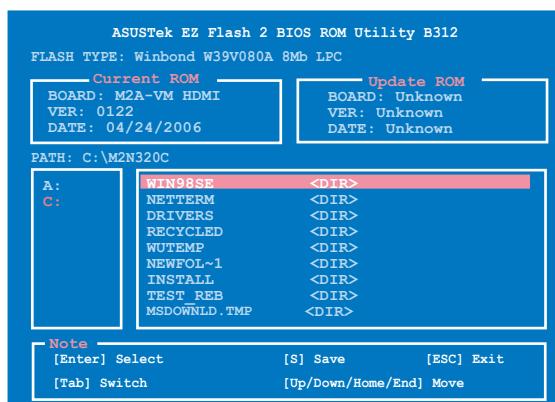 ASUSTek EZ Flash 2 BIOS ROM Utility B312
FLASH TYPE: Winbond W39V080A 8Mb LPC
Current ROM
BOARD: M2A-VM HDMI
VER: 0122
DATE: 04/24/2006
Update ROM
BOARD: Unknown
VER: Unknown
DATE: Unknown
PATH: C:\M2N320C
A:
C:
WIN98SE <DIR>
NETTERM <DIR>
DRIVERS <DIR>
RECYCLED <DIR>
WUTEMP <DIR>
NEWFOL~1 <DIR>
INSTALL <DIR>
TEST_REB <DIR>
MSDOWNLD.TMP <DIR>
Note
[Enter] Select [S] Save [ESC] Exit
[Tab] Switch [Up/Down/Home/End] Move